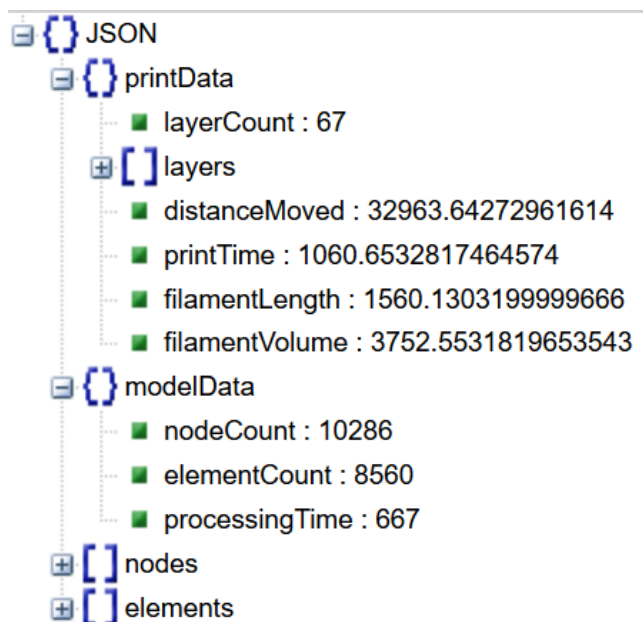 JSON
printData
layerCount : 67
layers
distanceMoved : 32963.64272961614
printTime : 1060.6532817464574
filamentLength : 1560.1303199999666
filamentVolume : 3752.5531819653543
modelData
nodeCount : 10286
elementCount : 8560
processingTime : 667
nodes
elements